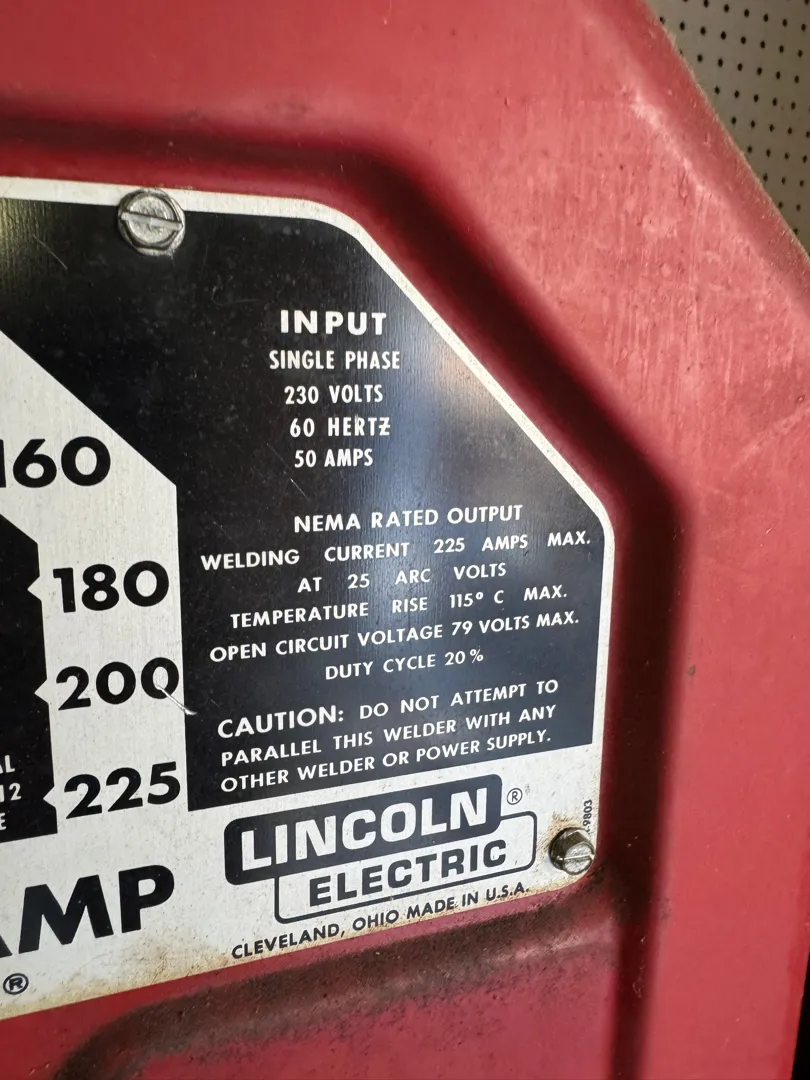 INPUT
SINGLE PHASE
230 VOLTS
60 HERTZ
50 AMPS
160
NEMA RATED OUTPUT
WELDING CURRENT 225 AMPS MAX.
AT 25 ARC VOLTS
TEMPERATURE RISE 115° C MAX.
OPEN CIRCUIT VOLTAGE 79 VOLTS MAX.
DUTY CYCLE 20%
180
200
225
CAUTION: DO NOT ATTEMPT TO
PARALLEL THIS WELDER WITH ANY
OTHER WELDER OR POWER SUPPLY.
12
LINCOLN ®
ELECTRIC
CLEVELAND, OHIO MADE IN U.S.A.
AMP
®